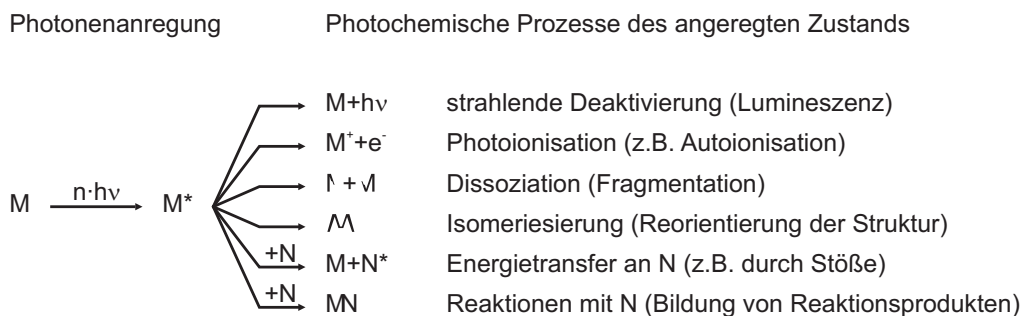 Photonenanregung Photochemische Prozesse des angeregten Zustands
M+hν strahlende Deaktivierung (Lumineszenz)
M⁺+e⁻ Photoionisation (z.B. Autoionisation)
+ Dissoziation (Fragmentation)
M n·hν M* Isomeriesierung (Reorientierung der Struktur)
+N M+N* Energietransfer an N (z.B. durch Stöße)
+N MN Reaktionen mit N (Bildung von Reaktionsprodukten)